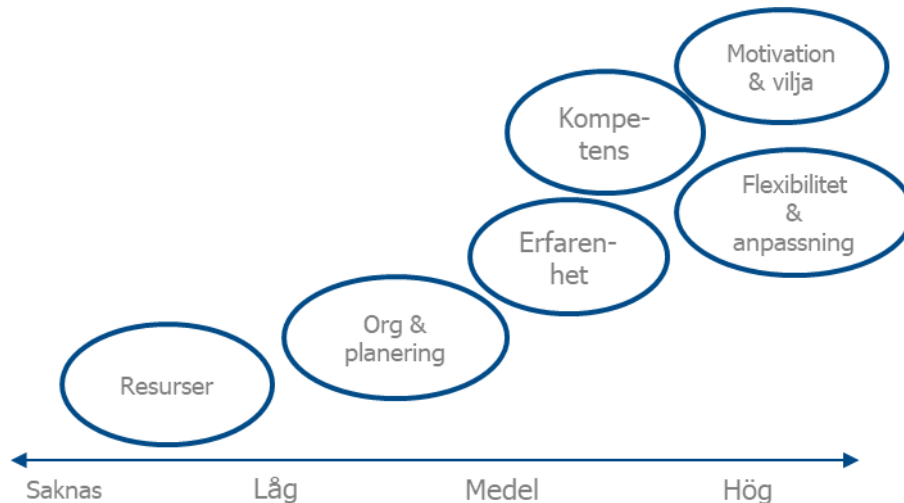 Motivation
& vilja
Kompe-
tens
Flexibilitet
&
anpassning
Erfaren-
het
Org &
planering
Resurser
Saknas
Låg
Medel
Hög